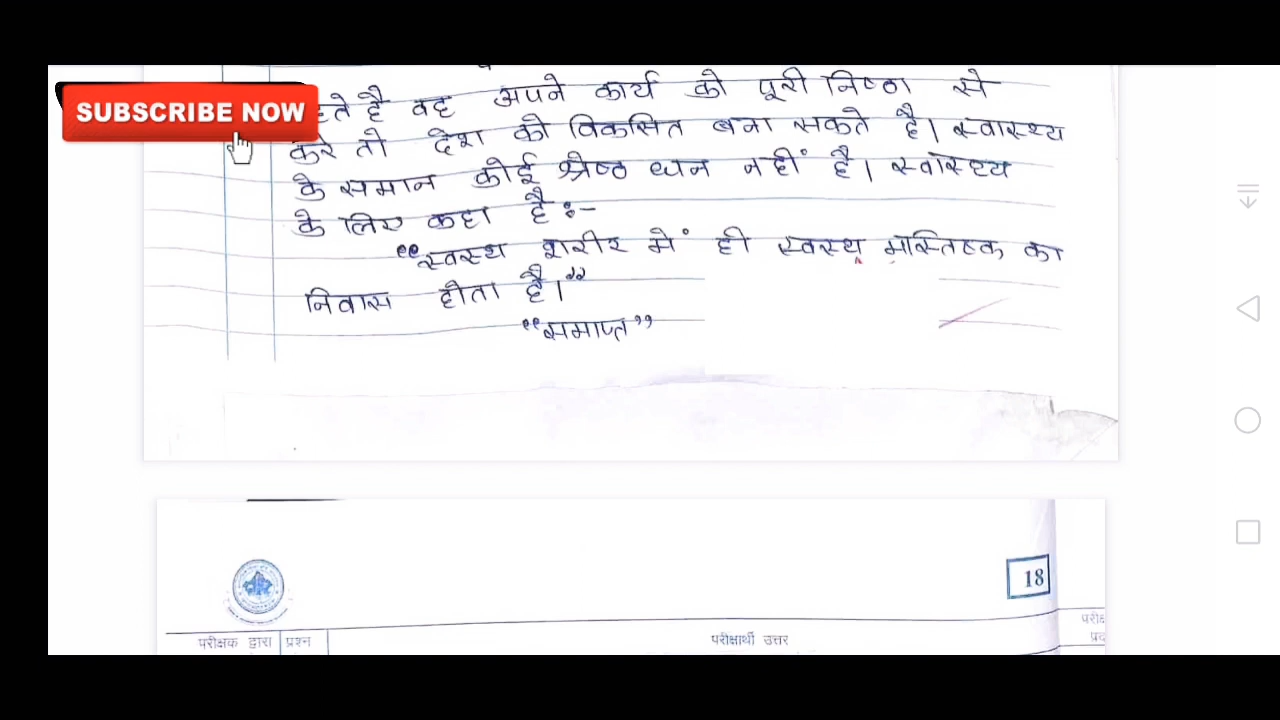 SUBSCRIBE NOW
है वह अपने कार्य को पूरी निष्ठा से
करे तो देश को विकसित बना सकते है। स्वास्थ्य
के समान कोई श्रेष्ठ धन नहीं है। स्वास्थ्य
के लिए कहा है:-
"स्वस्थ शरीर में ही स्वस्थ मस्तिष्क का
निवास होता है।"
"समाप्त"
18
परीक्षक द्वारा प्रश्न परीक्षार्थी उत्तर